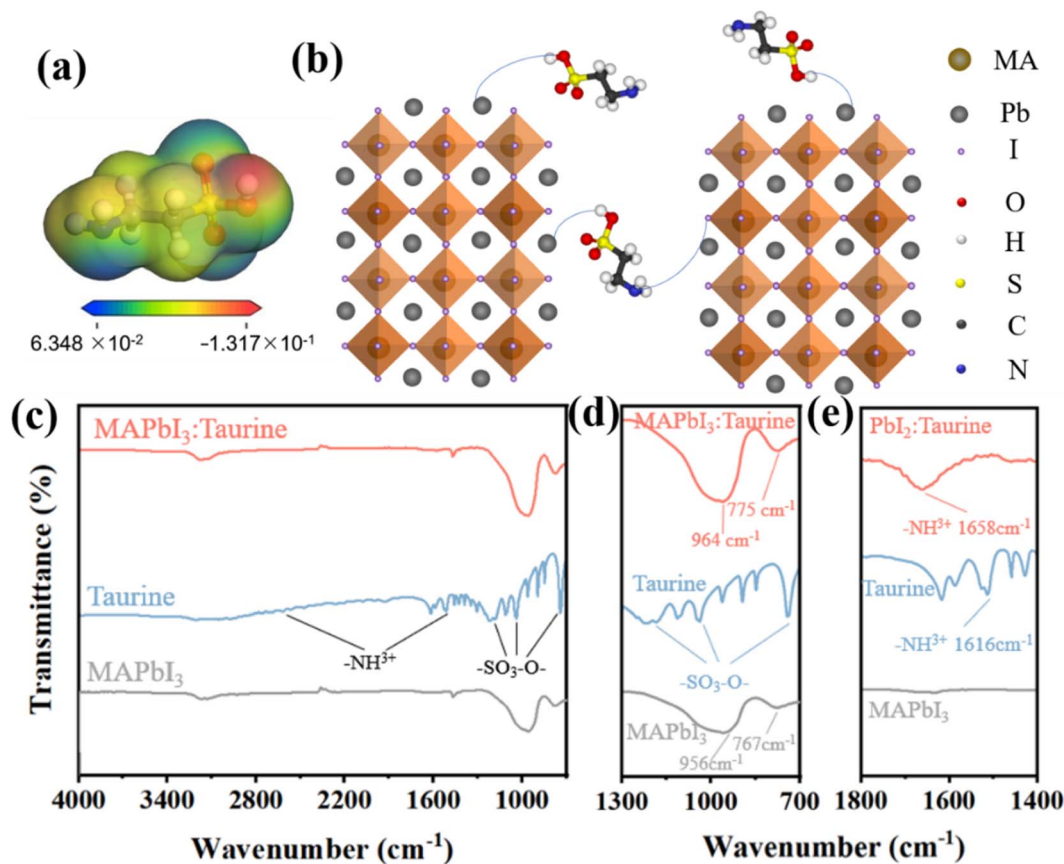 (a)
6.348 ×10⁻²
−1.317×10⁻¹
(b)
MA
Pb
I
O
H
S
C
N
(c)
MAPbI₃:Taurine
Taurine
-NH³⁺
-SO₃-O-
MAPbI₃
Transmittance (%)
4000 3400 2800 2200 1600 1000
Wavenumber (cm⁻¹)
(d)
MAPbI₃:Taurine
775 cm⁻¹
964 cm⁻¹
Taurine
-SO₃-O-
MAPbI₃
767cm⁻¹
956cm⁻¹
1300 1000 700
Wavenumber (cm⁻¹)
(e)
PbI₂:Taurine
-NH³⁺ 1658cm⁻¹
Taurine
-NH³⁺ 1616cm⁻¹
MAPbI₃
1800 1600 1400
Wavenumber (cm⁻¹)